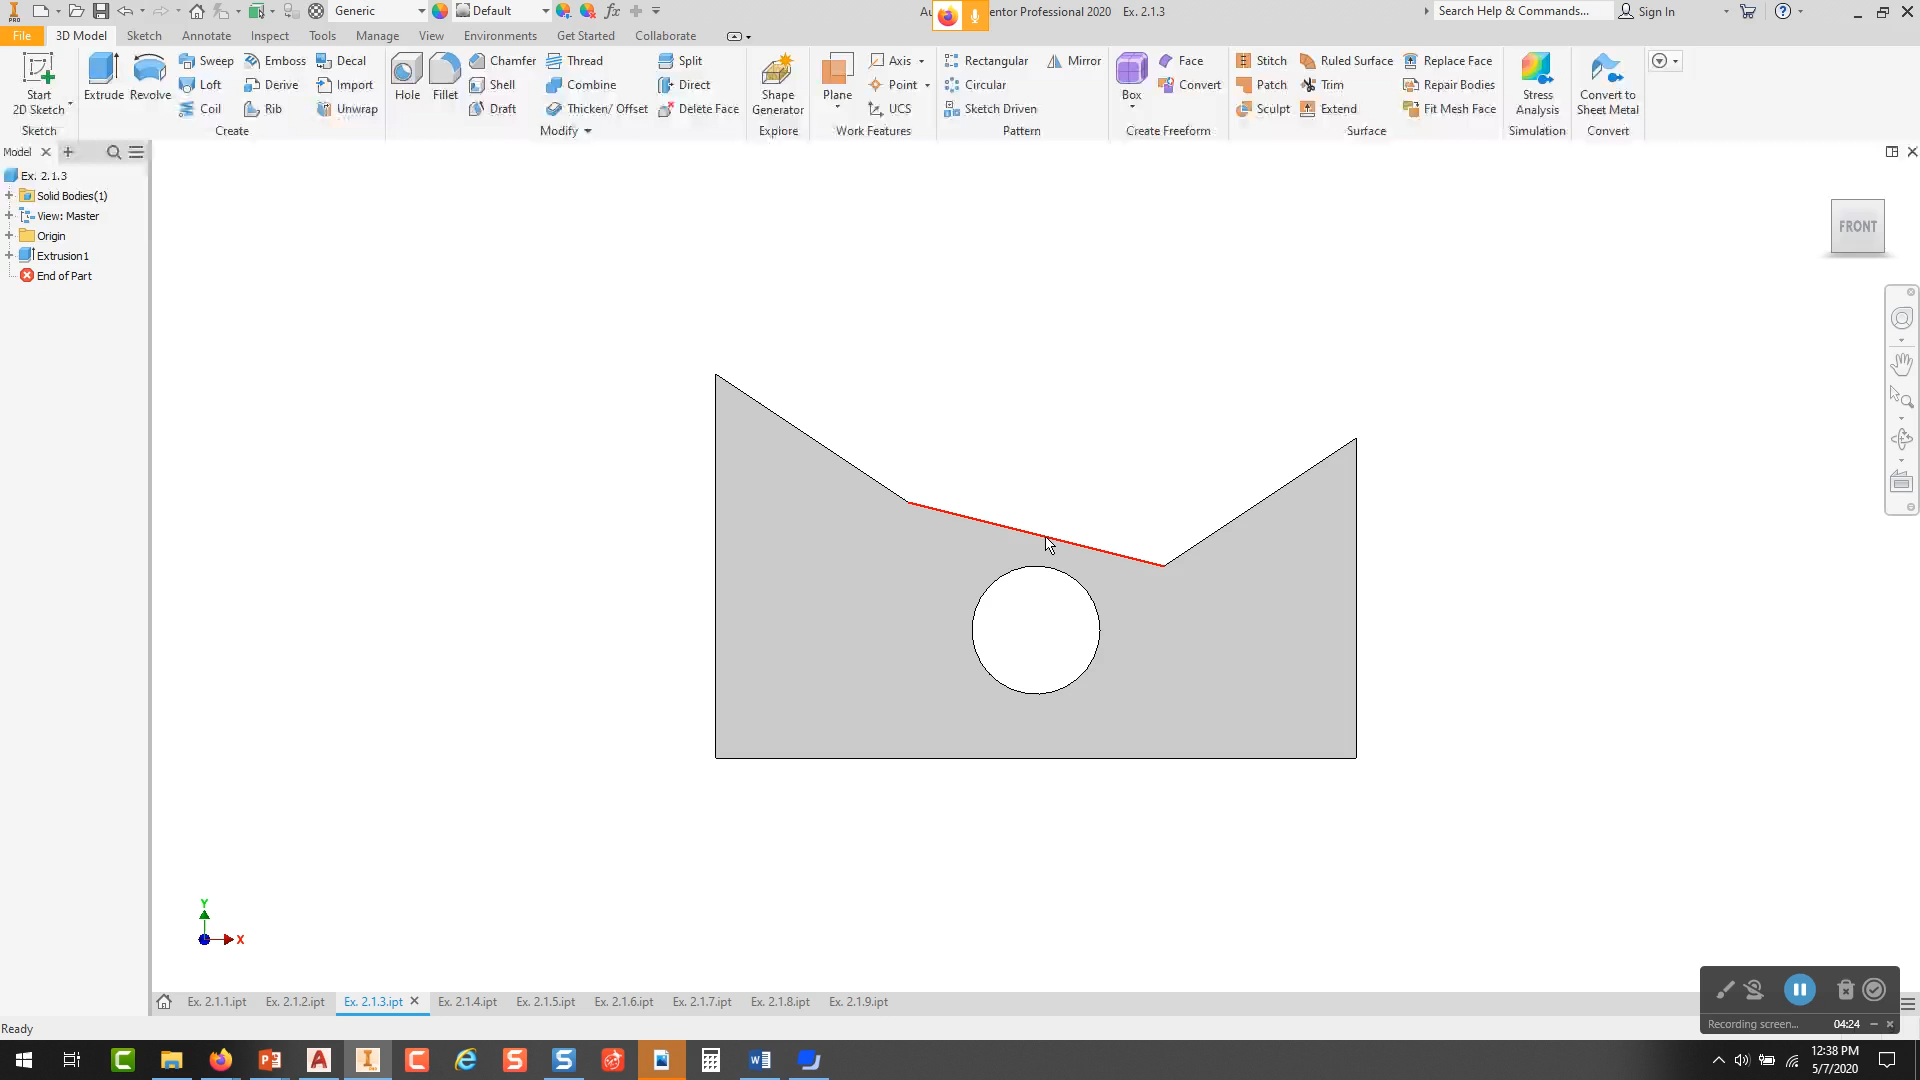 Generic
Default
fx
Au
entor Professional 2020 Ex. 2.1.3
Search Help & Commands...
Sign In
File 3D Model Sketch Annotate Inspect Tools Manage View Environments Get Started Collaborate
Start
2D Sketch
Sketch
Extrude
Revolve
Sweep
Emboss
Decal
Loft
Derive
Import
Coil
Rib
Unwrap
Create
Hole
Fillet
Chamfer
Thread
Split
Shell
Combine
Direct
Draft
Thicken/ Offset
Delete Face
Modify
Shape
Generator
Explore
Plane
Axis
Point
UCS
Work Features
Rectangular
Mirror
Circular
Sketch Driven
Pattern
Box
Face
Convert
Create Freeform
Stitch
Ruled Surface
Replace Face
Patch
Trim
Repair Bodies
Sculpt
Extend
Fit Mesh Face
Surface
Stress
Analysis
Simulation
Convert to
Sheet Metal
Convert
Model
Ex. 2.1.3
Solid Bodies(1)
View: Master
Origin
Extrusion1
End of Part
FRONT
Y
X
Ex. 2.1.1.ipt Ex. 2.1.2.ipt Ex. 2.1.3.ipt Ex. 2.1.4.ipt Ex. 2.1.5.ipt Ex. 2.1.6.ipt Ex. 2.1.7.ipt Ex. 2.1.8.ipt Ex. 2.1.9.ipt
Recording screen... 04:24
Ready
12:38 PM
5/7/2020